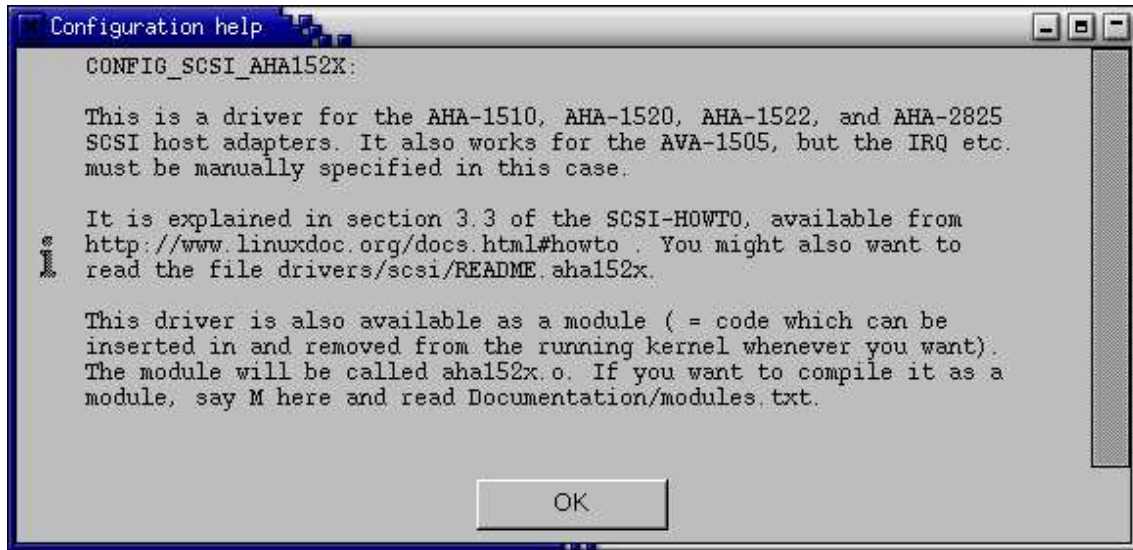 Configuration help
CONFIG_SCSI_AHA152X:
This is a driver for the AHA-1510, AHA-1520, AHA-1522, and AHA-2825
SCSI host adapters. It also works for the AVA-1505, but the IRQ etc.
must be manually specified in this case.
It is explained in section 3.3 of the SCSI-HOWTO, available from
http://www.linuxdoc.org/docs.html#howto . You might also want to
read the file drivers/scsi/README.aha152x.
This driver is also available as a module ( = code which can be
inserted in and removed from the running kernel whenever you want).
The module will be called aha152x.o. If you want to compile it as a
module, say M here and read Documentation/modules.txt.
OK